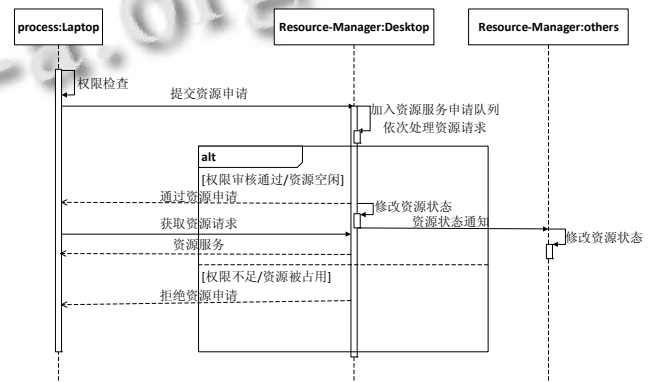 process:Laptop
Resource-Manager:Desktop
Resource-Manager:others
权限检查
提交资源申请
加入资源服务申请队列
依次处理资源请求
alt
[权限审核通过/资源空闲]
通过资源申请
修改资源状态
获取资源请求
资源状态通知
修改资源状态
资源服务
[权限不足/资源被占用]
拒绝资源申请